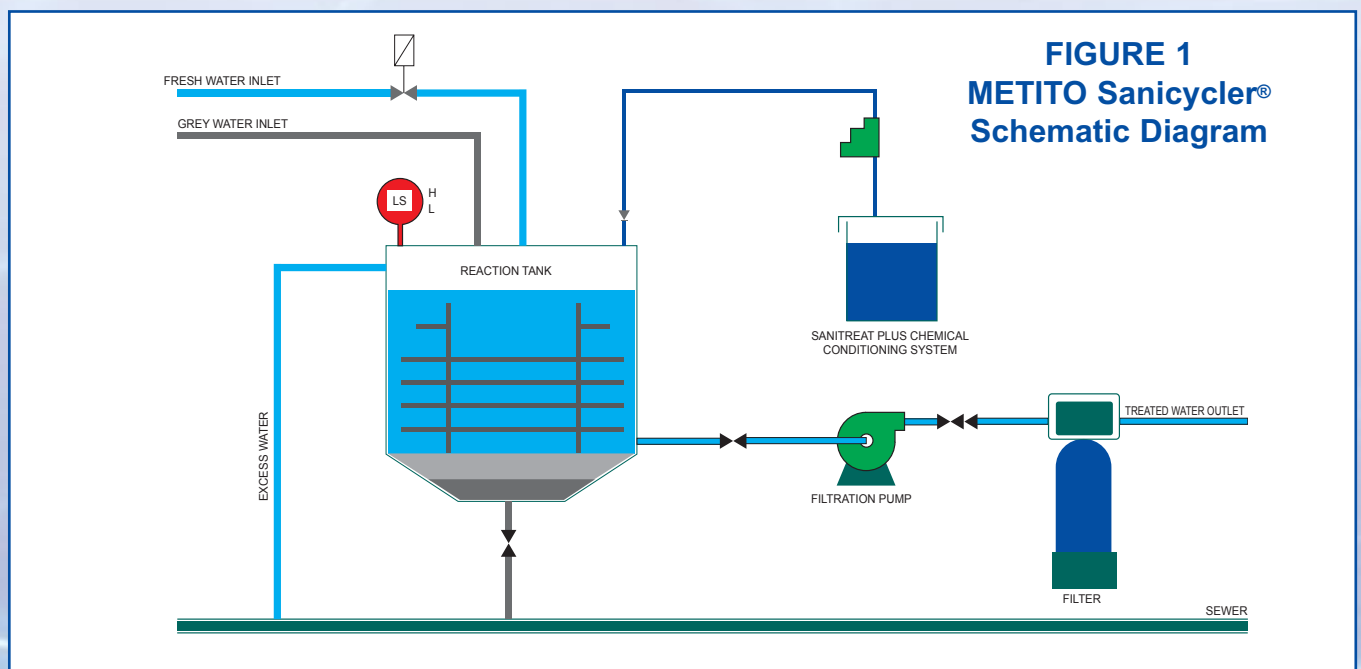 FIGURE 1
METITO Sanicycler®
Schematic Diagram
FRESH WATER INLET
GREY WATER INLET
LS
H
L
REACTION TANK
SANITREAT PLUS CHEMICAL
CONDITIONING SYSTEM
EXCESS WATER
TREATED WATER OUTLET
FILTRATION PUMP
FILTER
SEWER